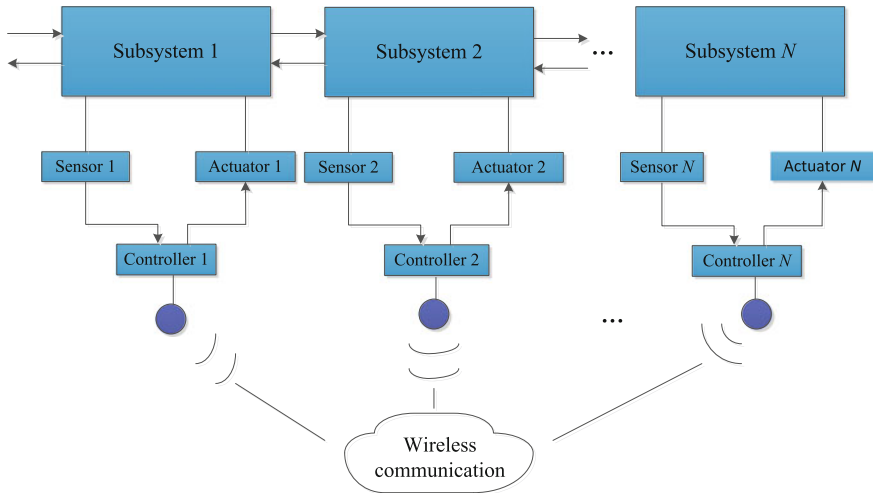 Subsystem 1
Subsystem 2
...
Subsystem N
Sensor 1
Actuator 1
Sensor 2
Actuator 2
Sensor N
Actuator N
Controller 1
Controller 2
Controller N
...
Wireless
communication